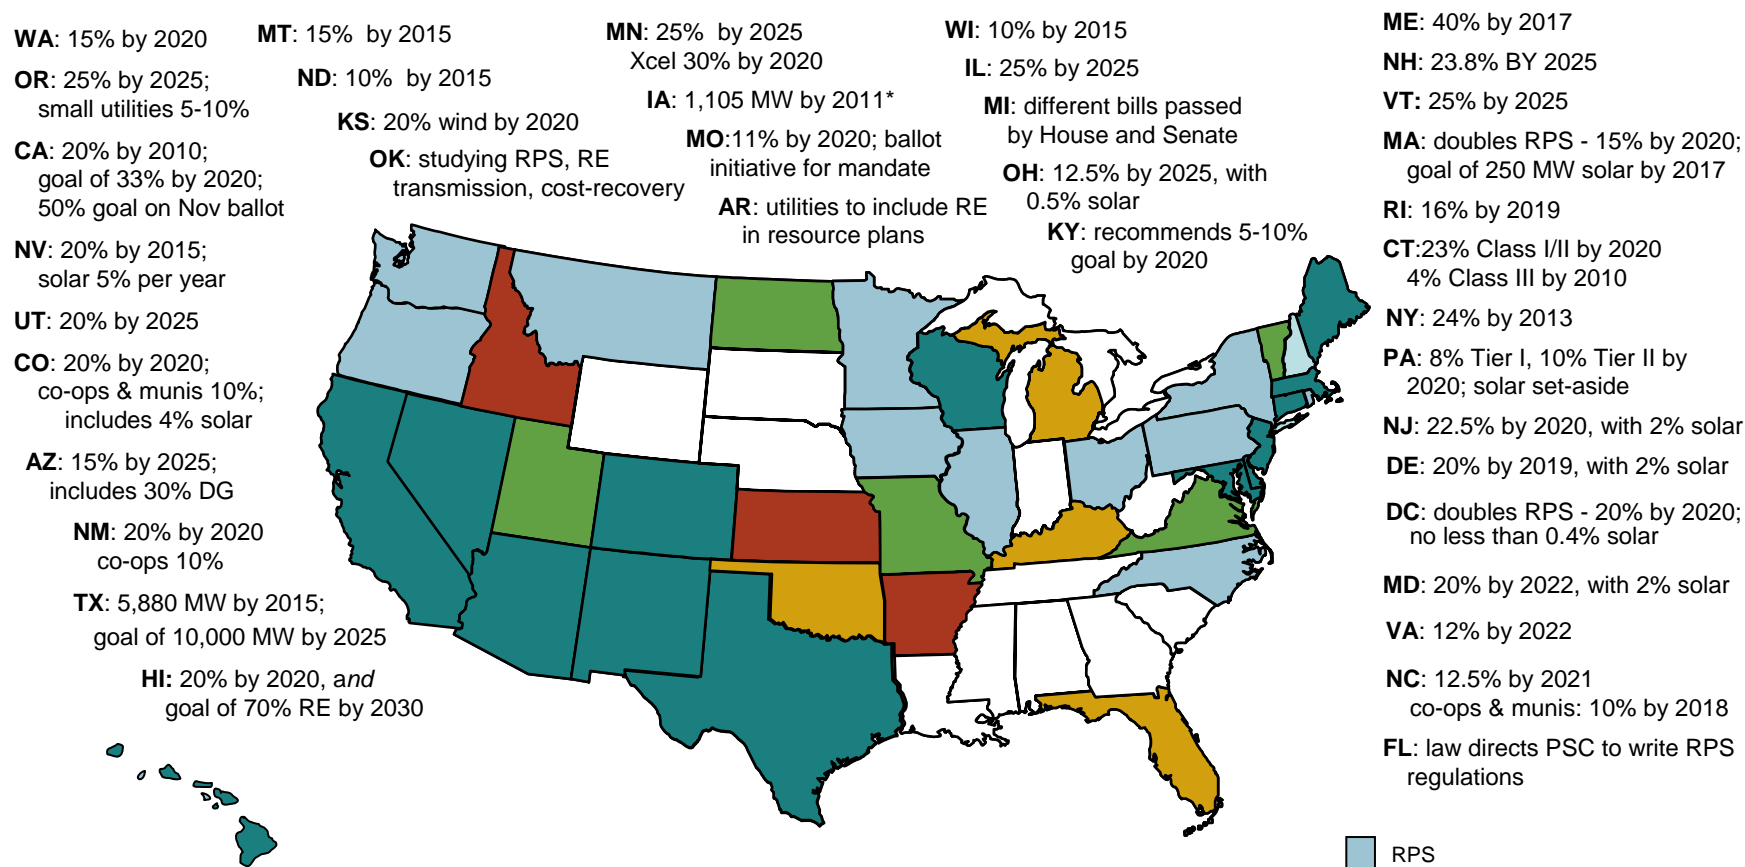 WA: 15% by 2020
OR: 25% by 2025;
small utilities 5-10%
CA: 20% by 2010;
goal of 33% by 2020;
50% goal on Nov ballot
NV: 20% by 2015;
solar 5% per year
UT: 20% by 2025
CO: 20% by 2020;
co-ops & munis 10%;
includes 4% solar
AZ: 15% by 2025;
includes 30% DG
NM: 20% by 2020
co-ops 10%
TX: 5,880 MW by 2015;
goal of 10,000 MW by 2025
HI: 20% by 2020, and
goal of 70% RE by 2030
MT: 15% by 2015
ND: 10% by 2015
KS: 20% wind by 2020
OK: studying RPS, RE
transmission, cost-recovery
MN: 25% by 2025
Xcel 30% by 2020
IA: 1,105 MW by 2011*
MO:11% by 2020; ballot
initiative for mandate
AR: utilities to include RE
in resource plans
WI: 10% by 2015
IL: 25% by 2025
MI: different bills passed
by House and Senate
OH: 12.5% by 2025, with
0.5% solar
KY: recommends 5-10%
goal by 2020
ME: 40% by 2017
NH: 23.8% BY 2025
VT: 25% by 2025
MA: doubles RPS - 15% by 2020;
goal of 250 MW solar by 2017
RI: 16% by 2019
CT:23% Class I/II by 2020
4% Class III by 2010
NY: 24% by 2013
PA: 8% Tier I, 10% Tier II by
2020; solar set-aside
NJ: 22.5% by 2020, with 2% solar
DE: 20% by 2019, with 2% solar
DC: doubles RPS - 20% by 2020;
no less than 0.4% solar
MD: 20% by 2022, with 2% solar
VA: 12% by 2022
NC: 12.5% by 2021
co-ops & munis: 10% by 2018
FL: law directs PSC to write RPS
regulations
RPS